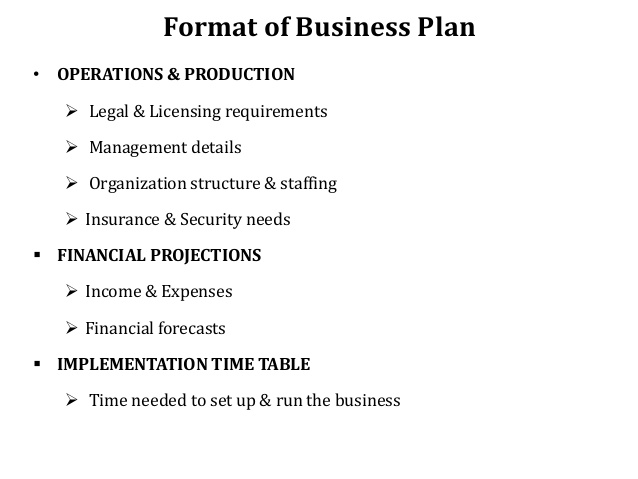 Format of Business Plan
• OPERATIONS & PRODUCTION
➢ Legal & Licensing requirements
➢ Management details
➢ Organization structure & staffing
➢ Insurance & Security needs
▪ FINANCIAL PROJECTIONS
➢ Income & Expenses
➢ Financial forecasts
▪ IMPLEMENTATION TIME TABLE
➢ Time needed to set up & run the business